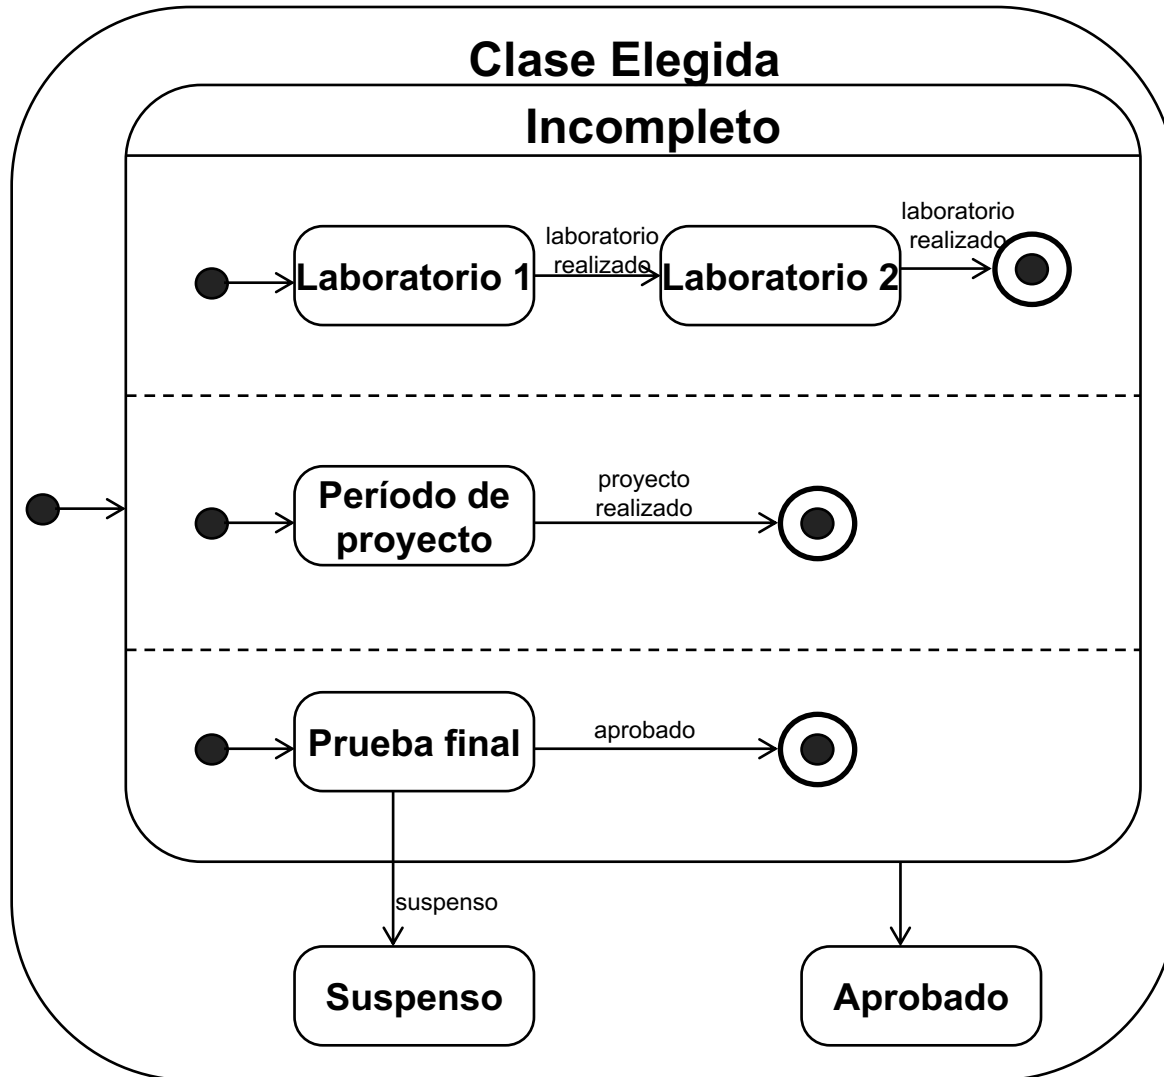 Clase Elegida
Incompleto
laboratorio
realizado
laboratorio
realizado
Laboratorio 1
Laboratorio 2
Período de
proyecto
proyecto
realizado
Prueba final
aprobado
suspenso
Suspenso
Aprobado